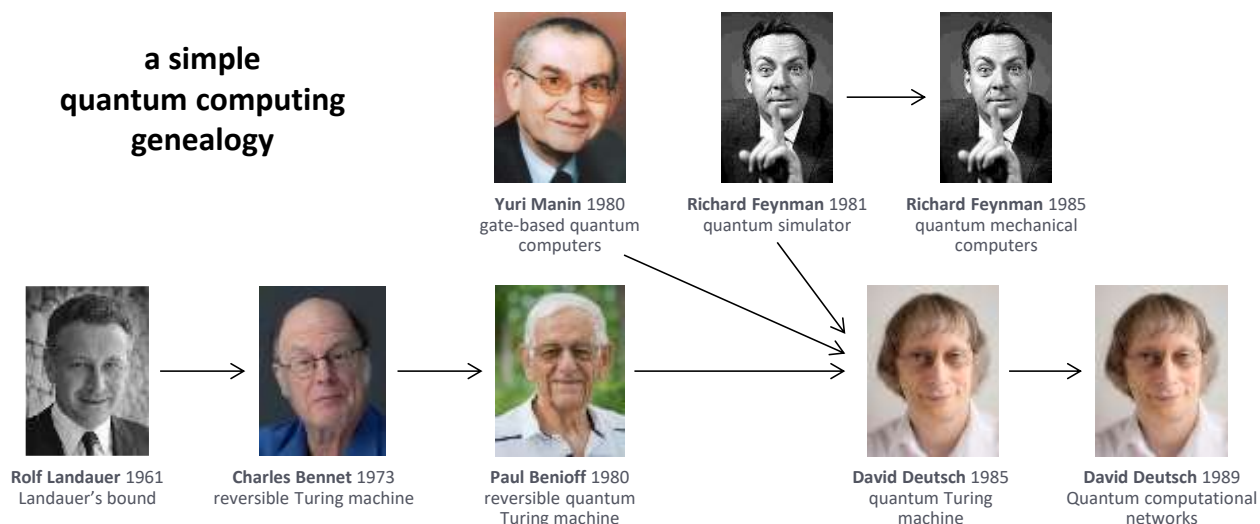 a simple
quantum computing
genealogy
Yuri Manin 1980
gate-based quantum
computers
Richard Feynman 1981
quantum simulator
Richard Feynman 1985
quantum mechanical
computers
Rolf Landauer 1961
Landauer's bound
Charles Bennet 1973
reversible Turing machine
Paul Benioff 1980
reversible quantum
Turing machine
David Deutsch 1985
quantum Turing
machine
David Deutsch 1989
Quantum computational
networks